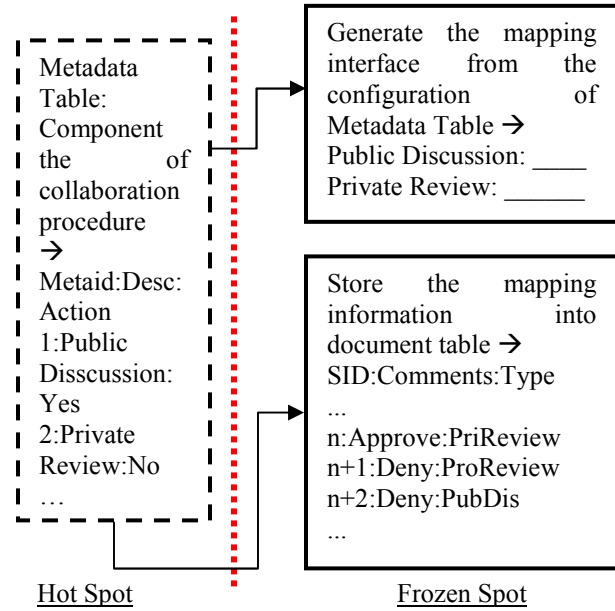 Metadata
Table:
Component
the of
collaboration
procedure
→
Metaid:Desc:
Action
1:Public
Disscussion:
Yes
2:Private
Review:No
…
Hot Spot
Generate the mapping
interface from the
configuration of
Metadata Table →
Public Discussion: ____
Private Review: ______
Store the mapping
information into
document table →
SID:Comments:Type
...
n:Approve:PriReview
n+1:Deny:ProReview
n+2:Deny:PubDis
...
Frozen Spot